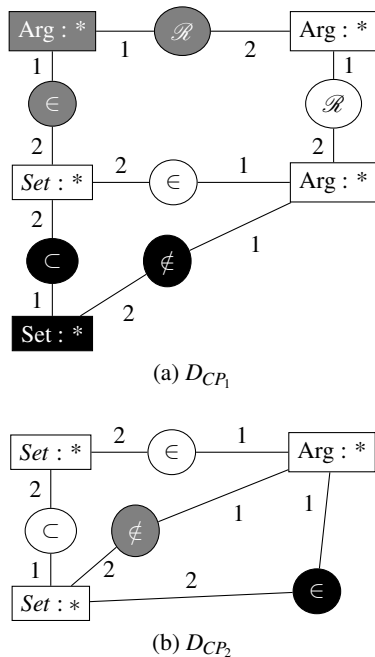 Arg : * 1 ℛ 2 Arg : *
1 1
∈ ℛ
2 2
Set : * 2 ∈ 1 Arg : *
2
⊂ ∉ 1
1 2
Set : *
(a) D_{CP_1}
Set : * 2 ∈ 1 Arg : *
2 1
⊂ ∉ 1
1 2 2 ∈
Set : *
(b) D_{CP_2}